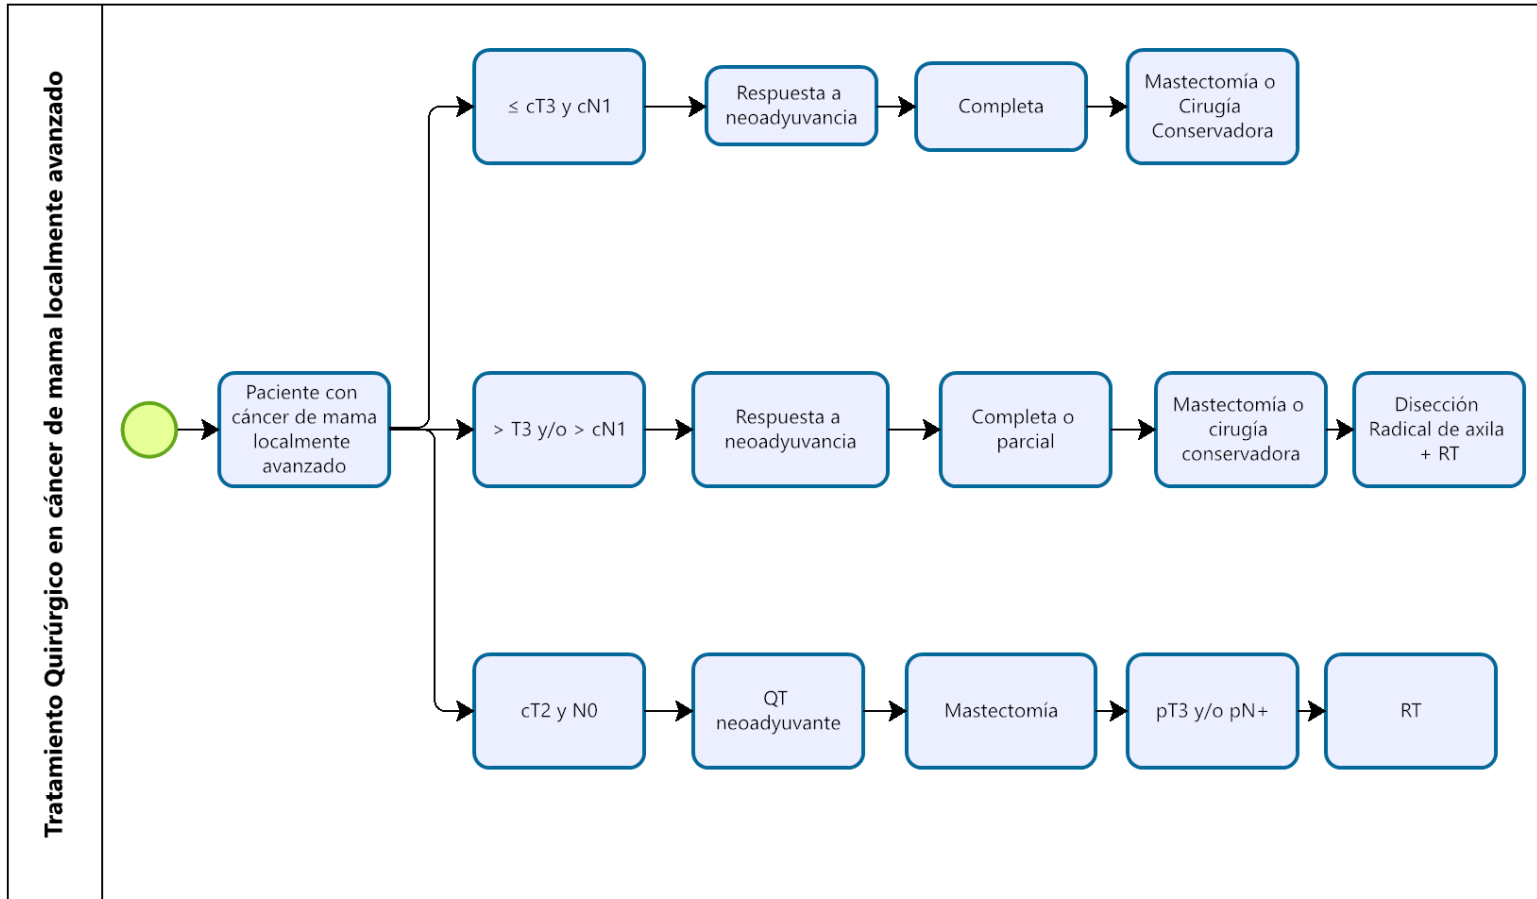 Tratamiento Quirúrgico en cáncer de mama localmente avanzado
Paciente con
cáncer de mama
localmente
avanzado
≤ cT3 y cN1
Respuesta a
neoadyuvancia
Completa
Mastectomía o
Cirugía
Conservadora
> T3 y/o > cN1
Respuesta a
neoadyuvancia
Completa o
parcial
Mastectomía o
cirugía
conservadora
Disección
Radical de axila
+ RT
cT2 y N0
QT
neoadyuvante
Mastectomía
pT3 y/o pN+
RT